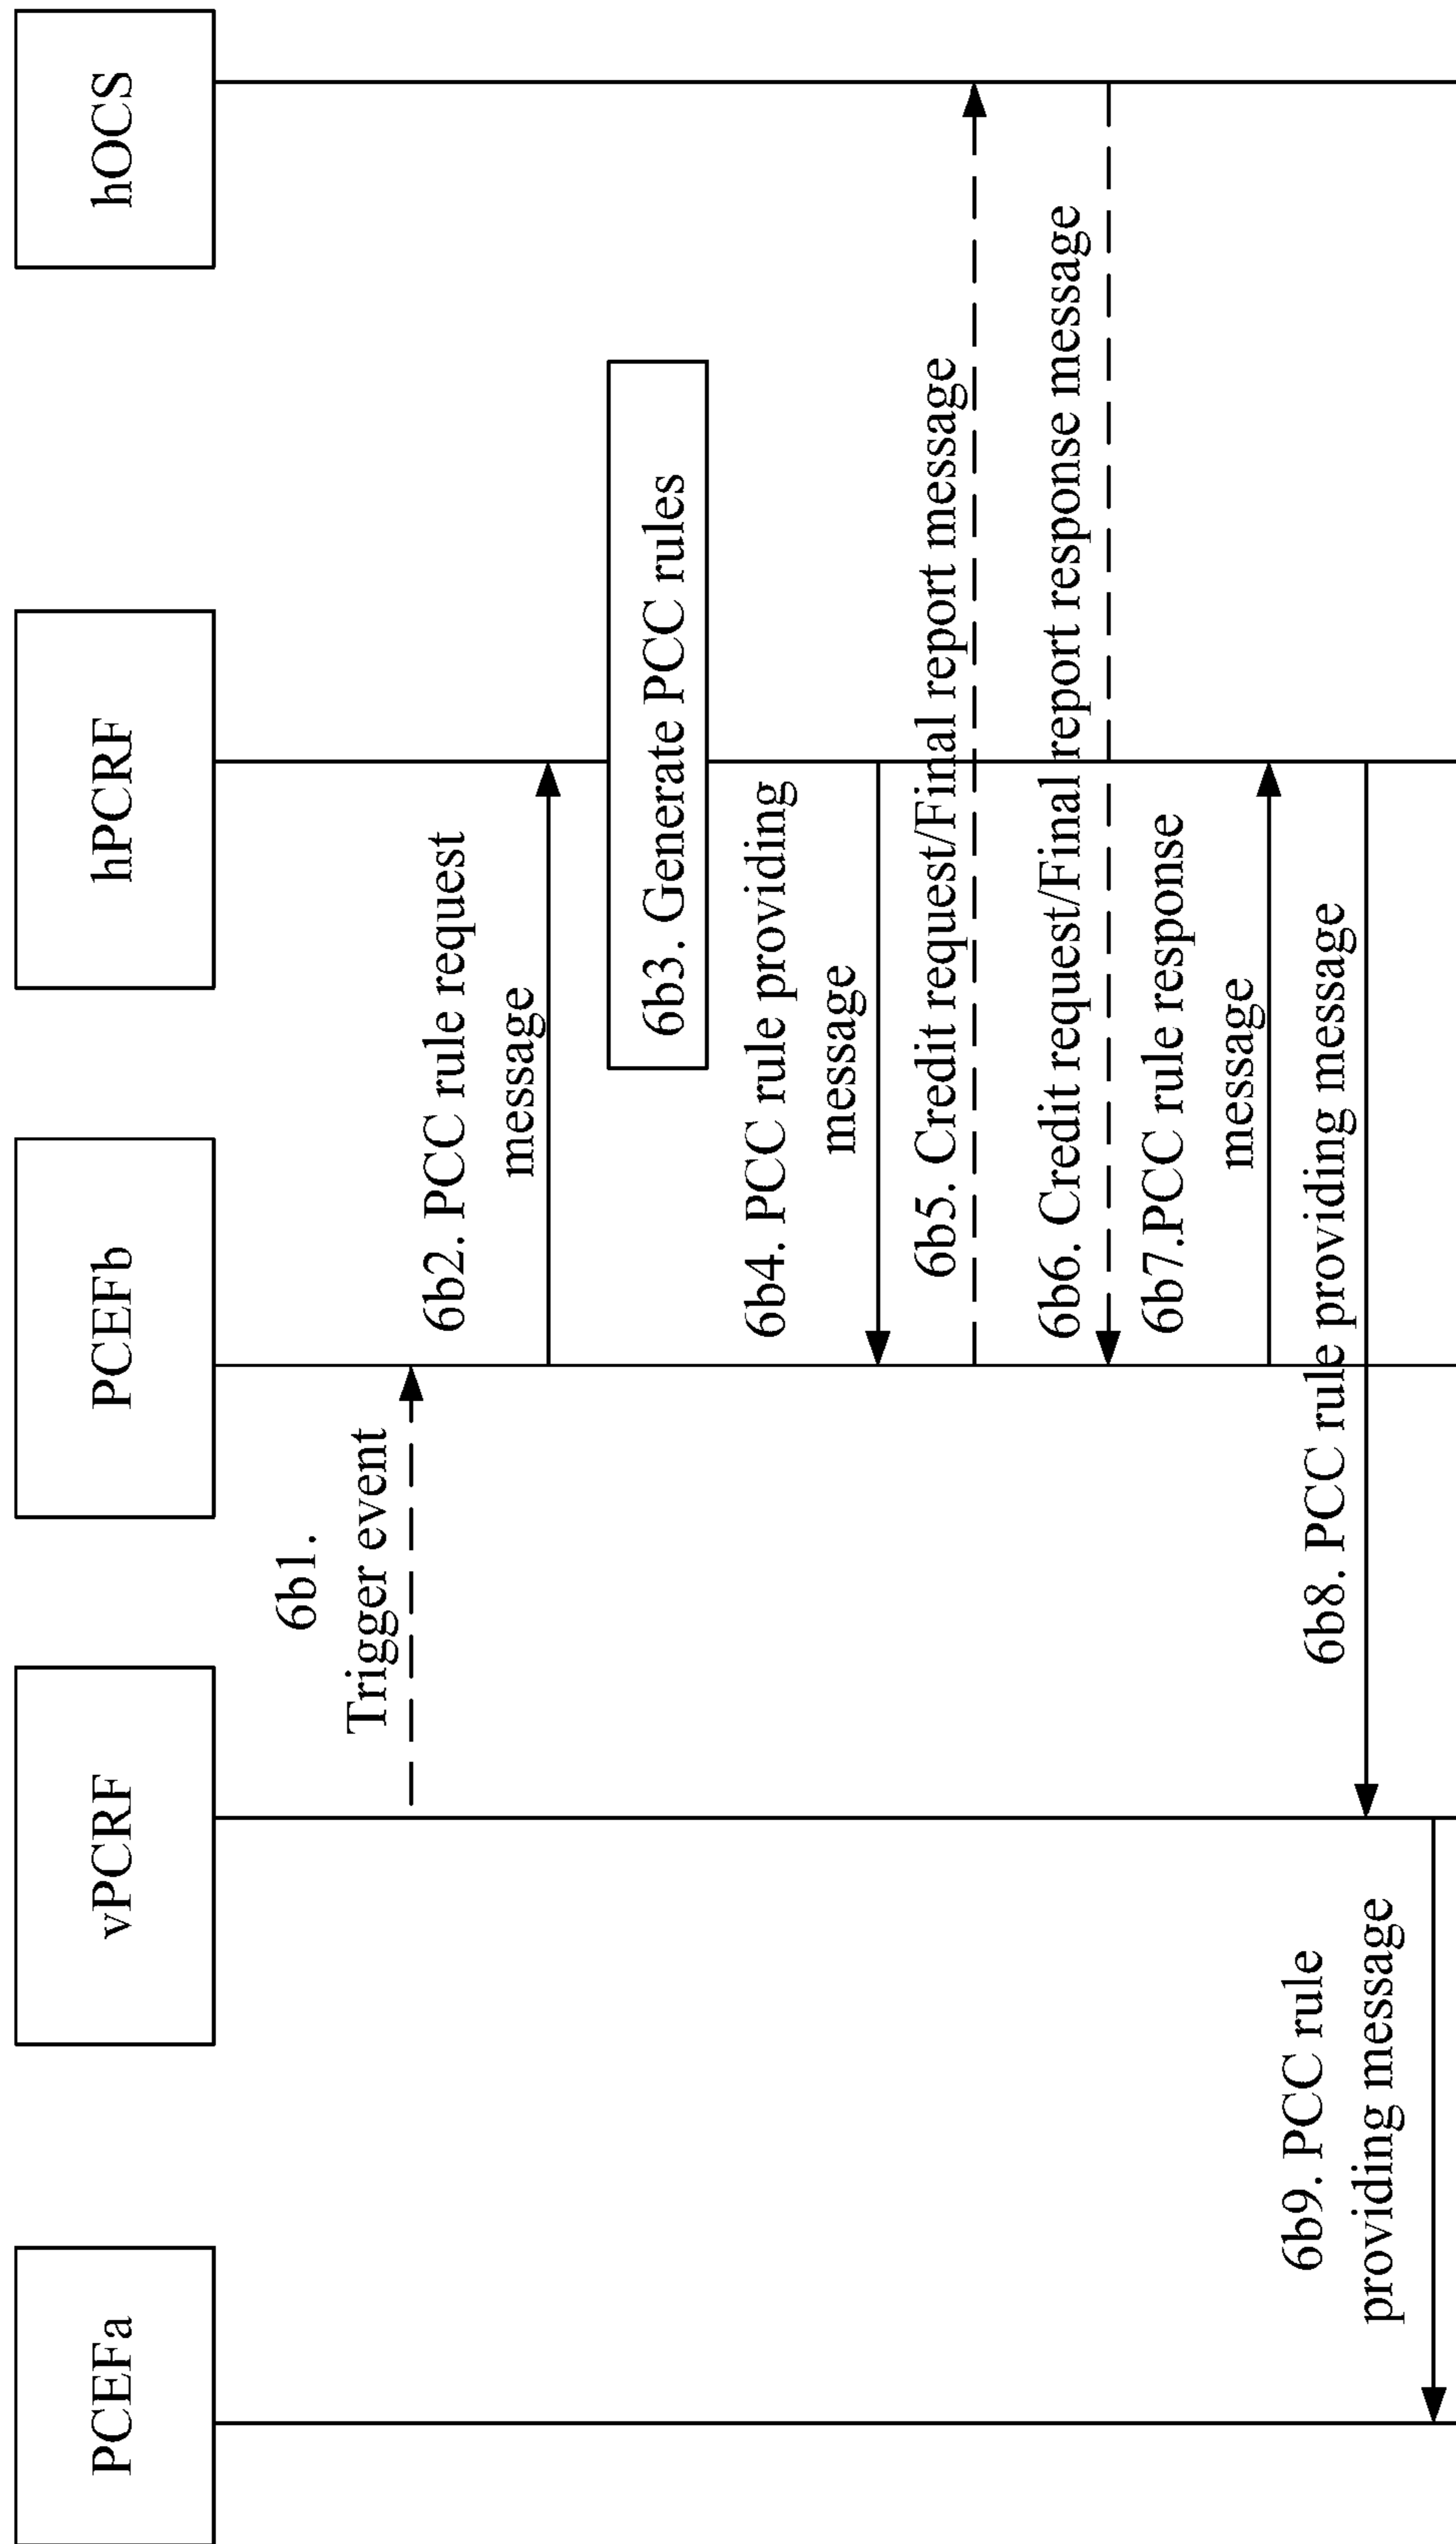 PCEFa
vPCRF
PCEFb
hPCRF
hOCS
6b1.
Trigger event
6b2. PCC rule request
message
6b3. Generate PCC rules
6b4. PCC rule providing
message
6b5. Credit request/Final report message
6b6. Credit request/Final report response message
6b7.PCC rule response
message
6b8. PCC rule providing message
6b9. PCC rule
providing message